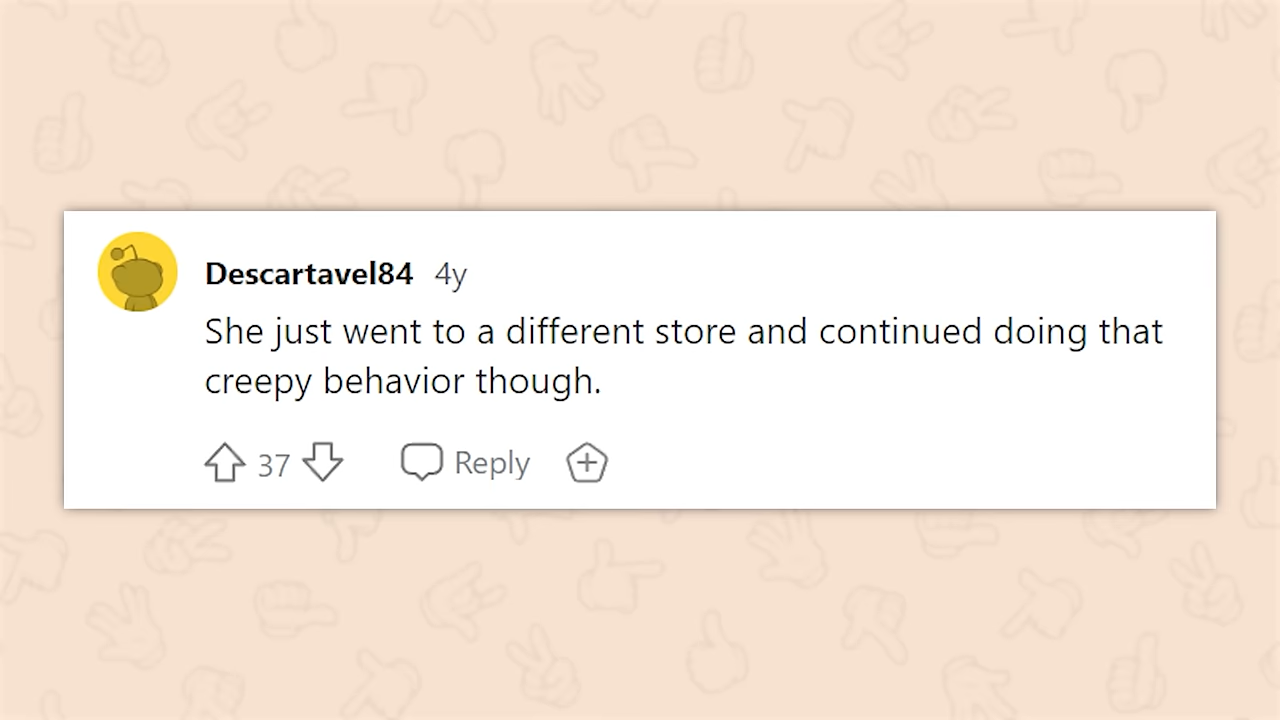 Descartavel84 4y
She just went to a different store and continued doing that
creepy behavior though.
37 Reply